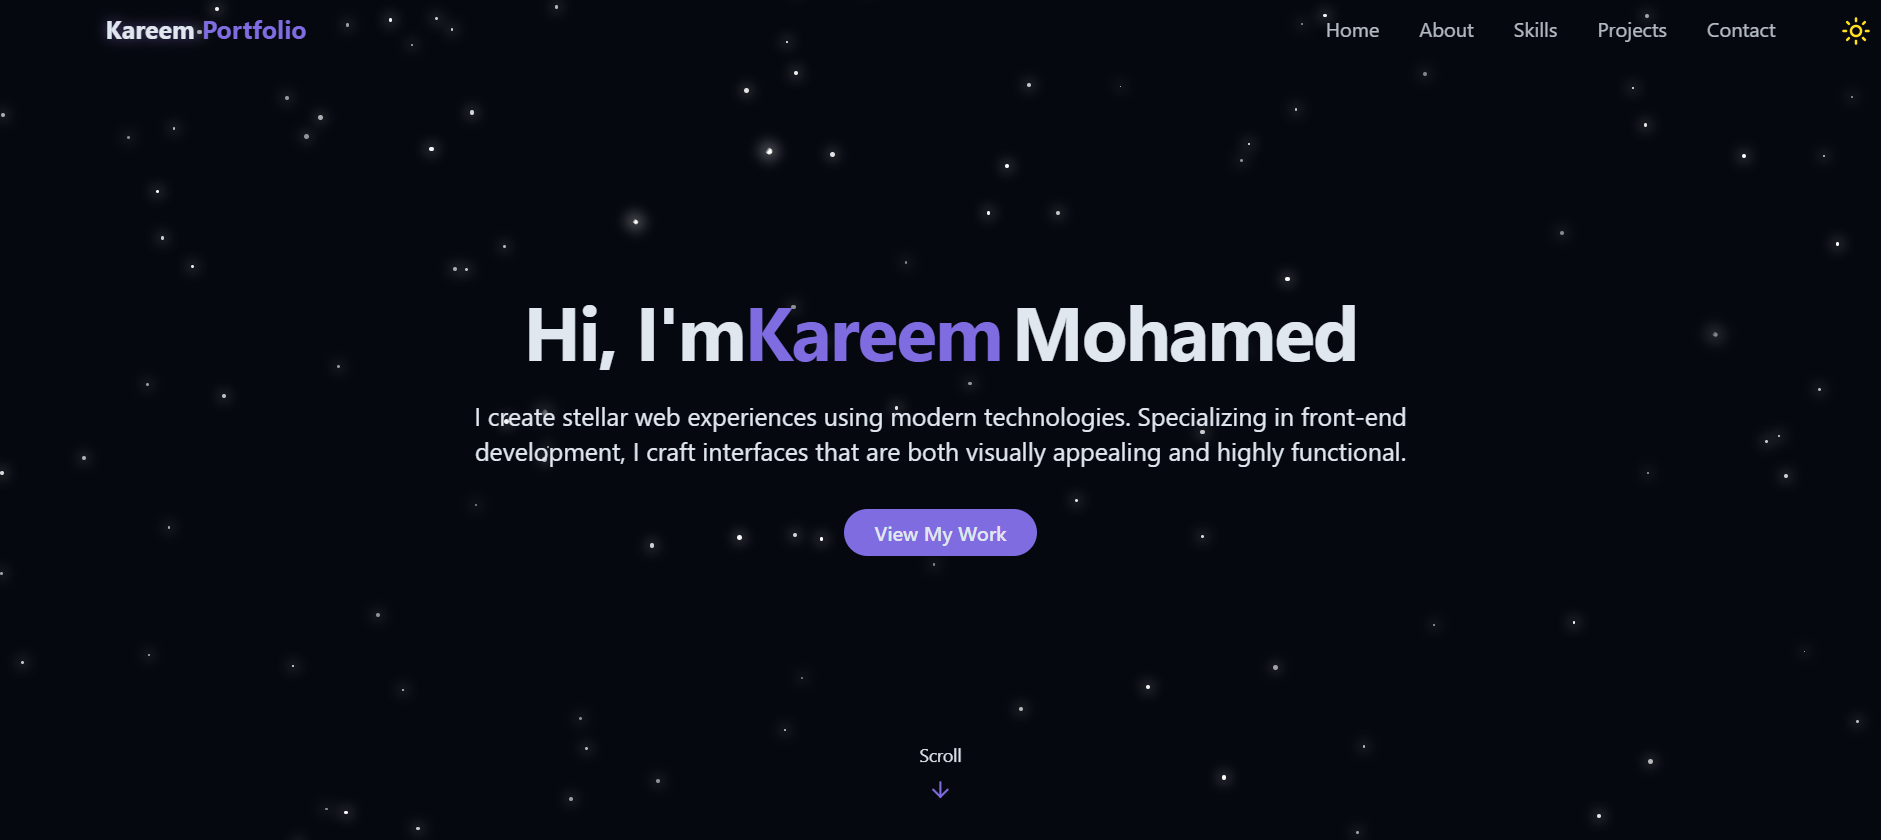 Kareem·Portfolio
Home About Skills Projects Contact
Hi, I'mKareem Mohamed
I create stellar web experiences using modern technologies. Specializing in front-end
development, I craft interfaces that are both visually appealing and highly functional.
View My Work
Scroll